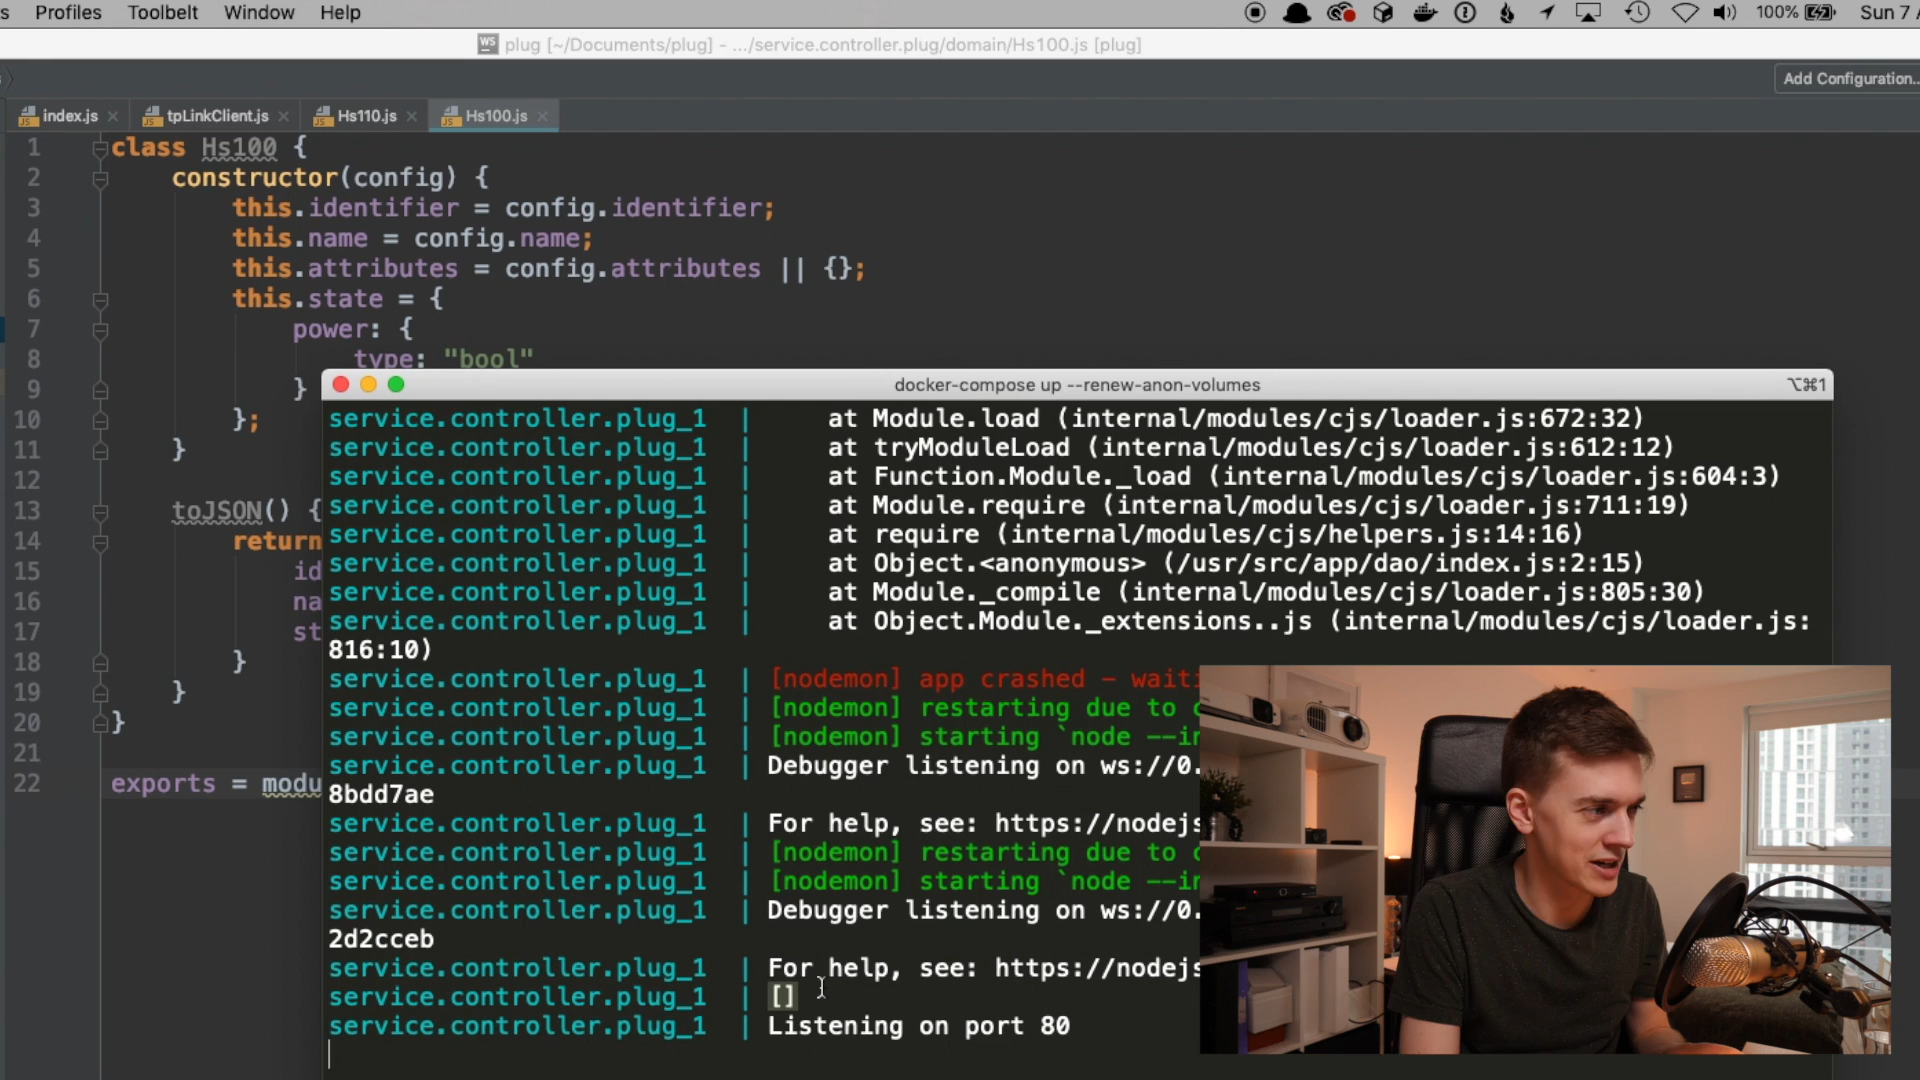 Profiles Toolbelt Window Help 100% Sun 7
WS plug [~/Documents/plug] - .../service.controller.plug/domain/Hs100.js [plug]
Add Configuration...
index.js tpLinkClient.js Hs110.js Hs100.js
1 class Hs100 {
2 constructor(config) {
3 this.identifier = config.identifier;
4 this.name = config.name;
5 this.attributes = config.attributes || {};
6 this.state = {
7 power: {
8 type: "bool"
9 }
10 };
11 }
12
13 toJSON() {
14 return
15 id
16 na
17 st
18 }
19 }
20 }
21
22 exports = modu
docker-compose up --renew-anon-volumes ⌥⌘1
service.controller.plug_1 | at Module.load (internal/modules/cjs/loader.js:672:32)
service.controller.plug_1 | at tryModuleLoad (internal/modules/cjs/loader.js:612:12)
service.controller.plug_1 | at Function.Module._load (internal/modules/cjs/loader.js:604:3)
service.controller.plug_1 | at Module.require (internal/modules/cjs/loader.js:711:19)
service.controller.plug_1 | at require (internal/modules/cjs/helpers.js:14:16)
service.controller.plug_1 | at Object.<anonymous> (/usr/src/app/dao/index.js:2:15)
service.controller.plug_1 | at Module._compile (internal/modules/cjs/loader.js:805:30)
service.controller.plug_1 | at Object.Module._extensions..js (internal/modules/cjs/loader.js:
816:10)
service.controller.plug_1 | [nodemon] app crashed - waiti
service.controller.plug_1 | [nodemon] restarting due to c
service.controller.plug_1 | [nodemon] starting `node --in
service.controller.plug_1 | Debugger listening on ws://0.
8bdd7ae
service.controller.plug_1 | For help, see: https://nodejs
service.controller.plug_1 | [nodemon] restarting due to c
service.controller.plug_1 | [nodemon] starting `node --in
service.controller.plug_1 | Debugger listening on ws://0.
2d2cceb
service.controller.plug_1 | For help, see: https://nodejs
service.controller.plug_1 | []
service.controller.plug_1 | Listening on port 80